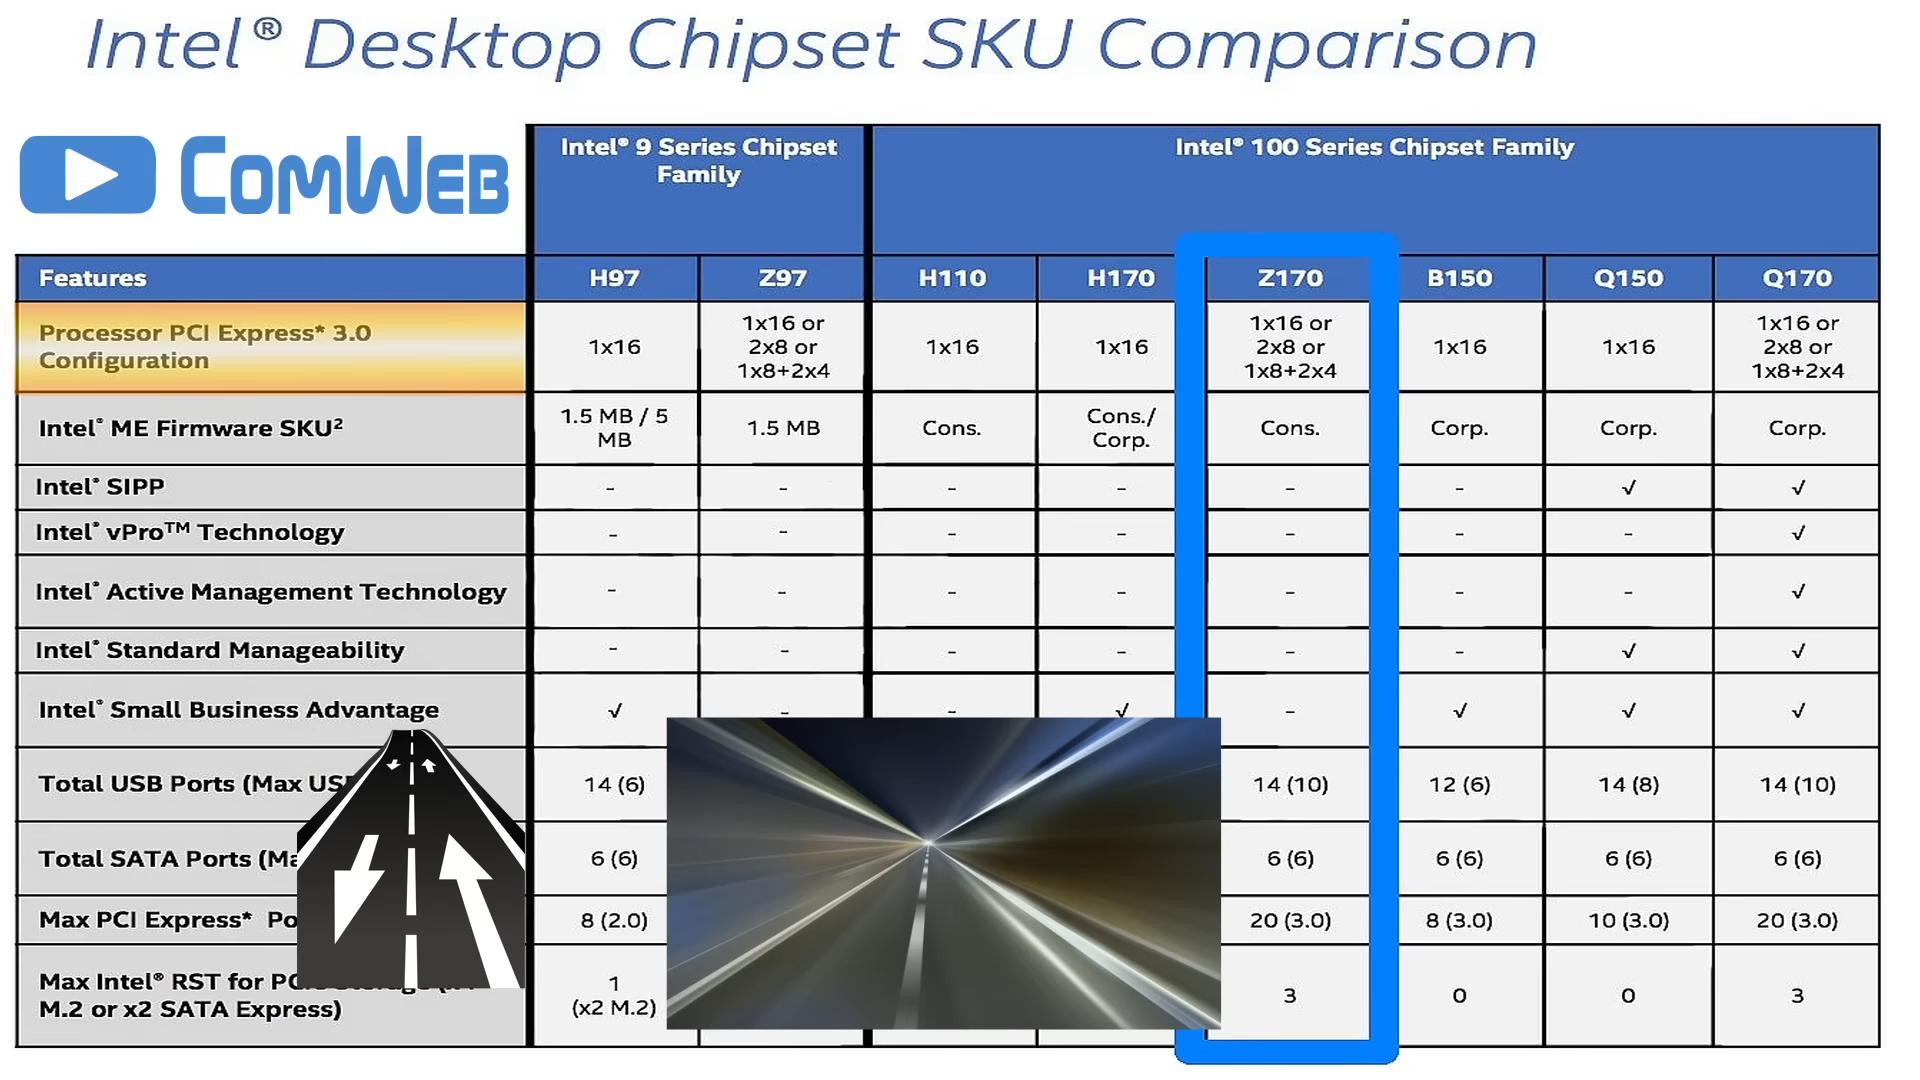 Intel® Desktop Chipset SKU Comparison
ComWeb
Intel® 9 Series Chipset
Family
Intel® 100 Series Chipset Family
Features H97 Z97 H110 H170 Z170 B150 Q150 Q170
Processor PCI Express* 3.0
Configuration
1x16
1x16 or
2x8 or
1x8+2x4
1x16
1x16
1x16 or
2x8 or
1x8+2x4
1x16
1x16
1x16 or
2x8 or
1x8+2x4
Intel® ME Firmware SKU²
1.5 MB / 5
MB
1.5 MB
Cons.
Cons./
Corp.
Cons.
Corp.
Corp.
Corp.
Intel® SIPP - - - - - - √ √
Intel® vPro™ Technology - - - - - - - √
Intel® Active Management Technology - - - - - - - √
Intel® Standard Manageability - - - - - - √ √
Intel® Small Business Advantage √ - - √ - √ √ √
Total USB Ports (Max 14 (6) 14 (10) 12 (6) 14 (8) 14 (10)
Total SATA Ports 6 (6) 6 (6) 6 (6) 6 (6) 6 (6)
Max PCI Express* 8 (2.0) 20 (3.0) 8 (3.0) 10 (3.0) 20 (3.0)
Max Intel® RST for
M.2 or x2 SATA Express)
1
(x2 M.2)
3
0
0
3